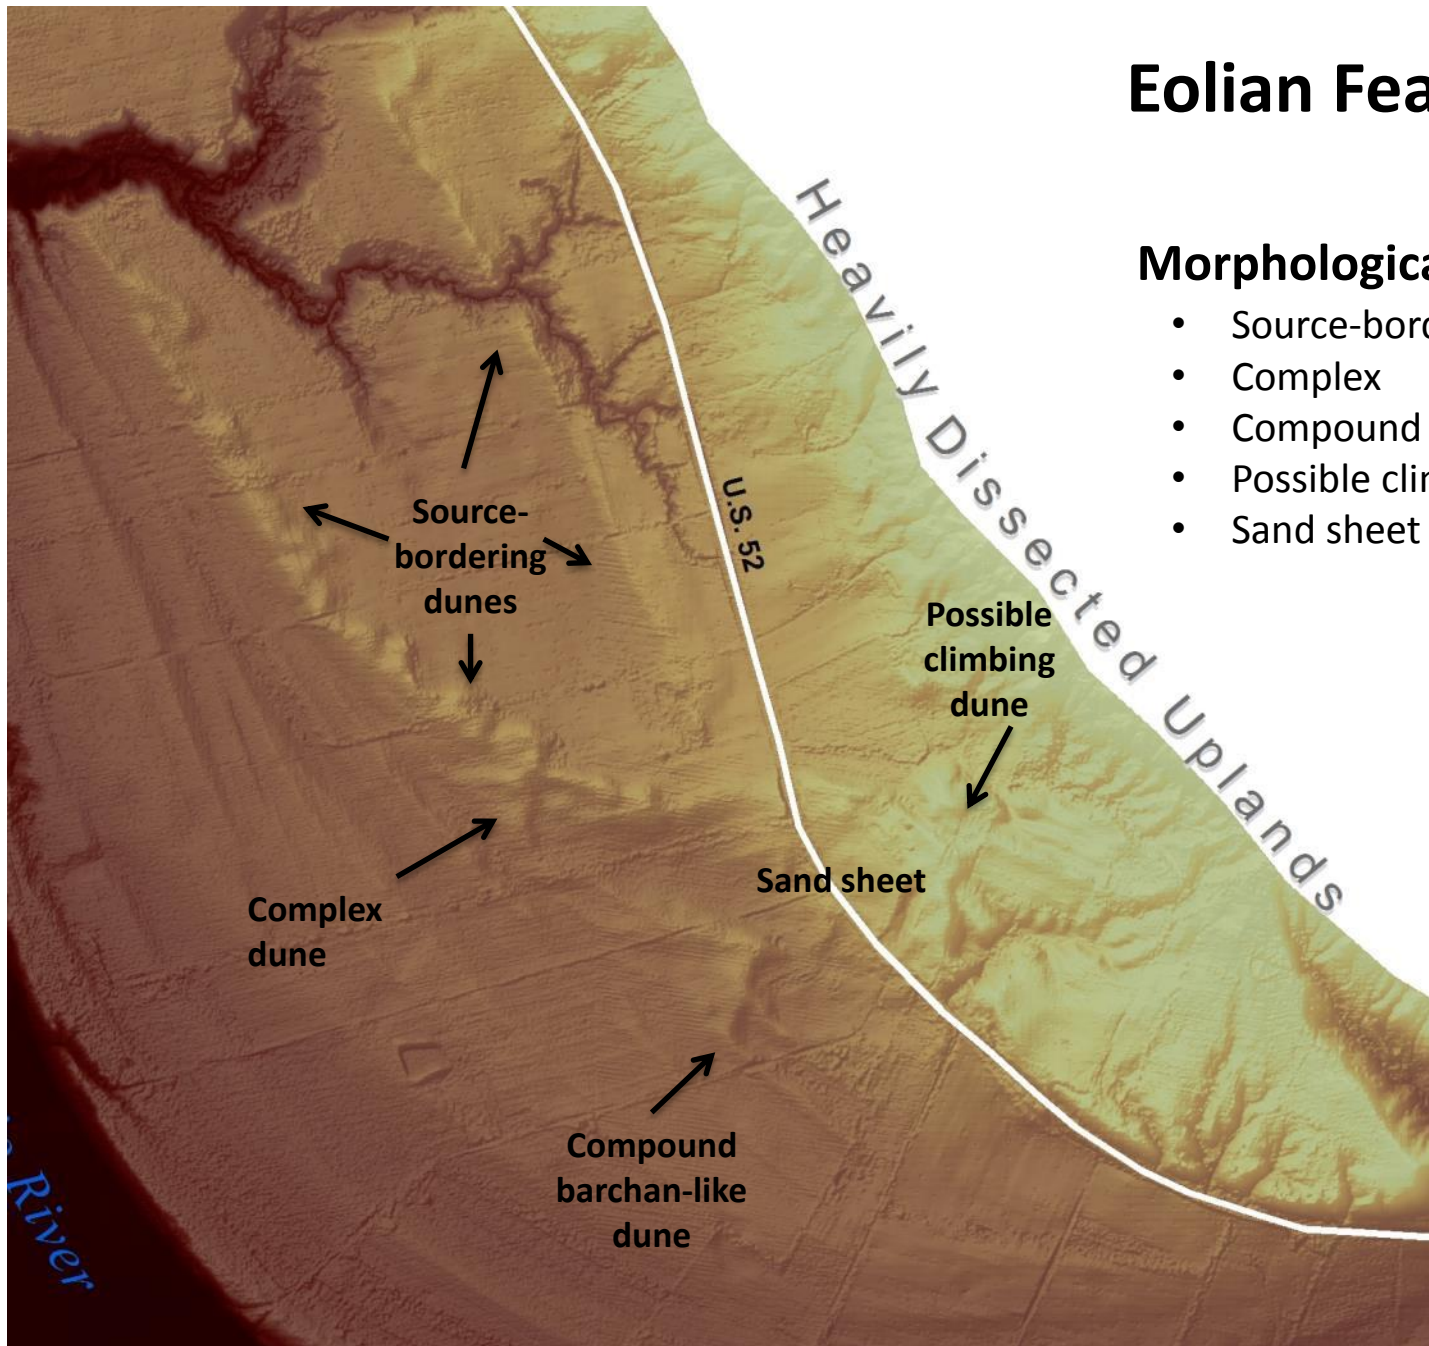 Eolian Fea
Heavily Dissected Uplands
Morphologica
• Source-bord
• Complex
• Compound
• Possible clim
• Sand sheet
U.S. 52
Source-
bordering
dunes
Possible
climbing
dune
Sand sheet
Complex
dune
Compound
barchan-like
dune
River